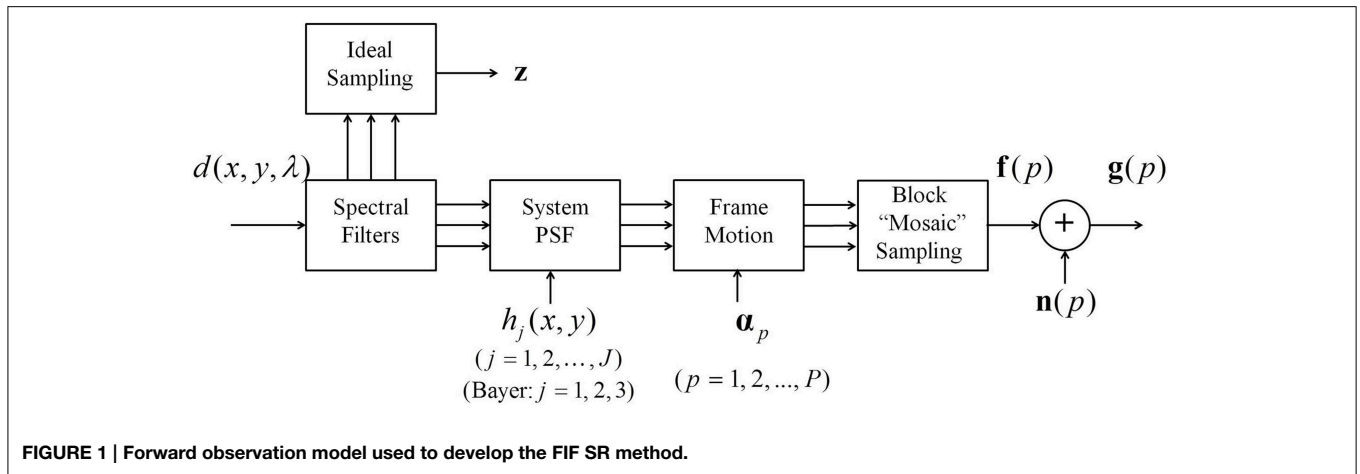 Ideal
Sampling
z
d(x, y, λ)
Spectral
Filters
System
PSF
Frame
Motion
Block
“Mosaic”
Sampling
f(p)
+
g(p)
n(p)
h_j(x, y)
(j = 1, 2, ..., J)
(Bayer: j = 1, 2, 3)
α_p
(p = 1, 2, ..., P)
FIGURE 1 | Forward observation model used to develop the FIF SR method.